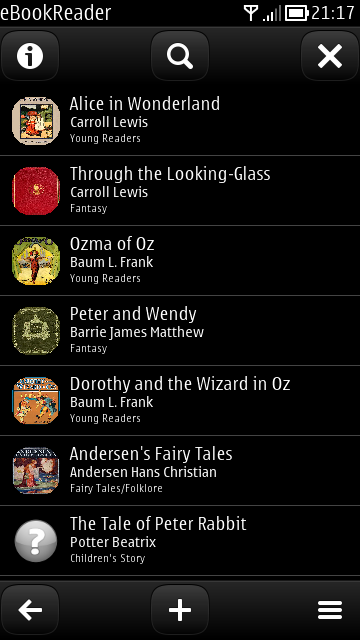 eBookReader 21:17
Alice in Wonderland
Carroll Lewis
Young Readers
Through the Looking-Glass
Carroll Lewis
Fantasy
Ozma of Oz
Baum L. Frank
Young Readers
Peter and Wendy
Barrie James Matthew
Fantasy
Dorothy and the Wizard in Oz
Baum L. Frank
Young Readers
Andersen's Fairy Tales
Andersen Hans Christian
Fairy Tales/Folklore
The Tale of Peter Rabbit
Potter Beatrix
Children's Story